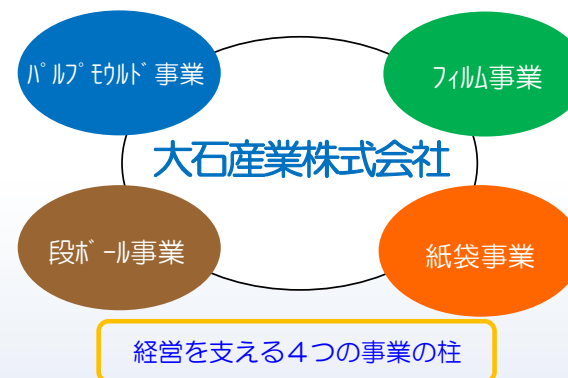 ﾊﾟﾙﾌﾟﾓｳﾙﾄﾞ事業
ﾌｨﾙﾑ事業
大石産業株式会社
段ﾎﾞｰﾙ事業
紙袋事業
経営を支える４つの事業の柱